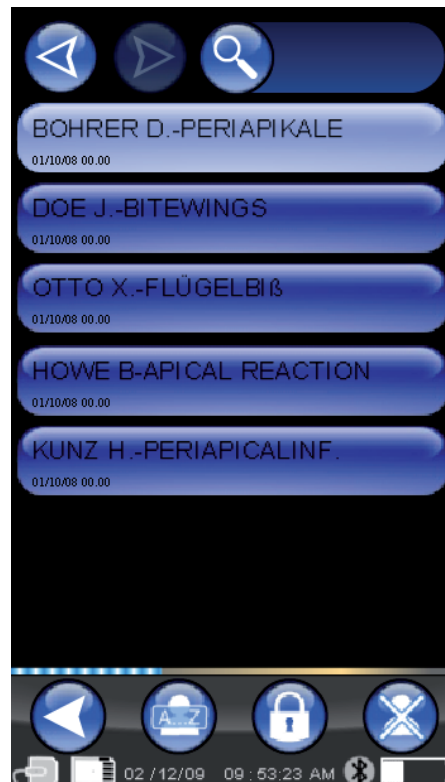 BOHRER D.-PERIAPIKALE
01/10/08 00.00
DOE J.-BITEWINGS
01/10/08 00.00
OTTO X.-FLÜGELBIß
01/10/08 00.00
HOWE B-APICAL REACTION
01/10/08 00.00
KUNZ H.-PERIAPICALINF.
01/10/08 00.00
A...Z
02 / 12/09 09 : 53:23 AM